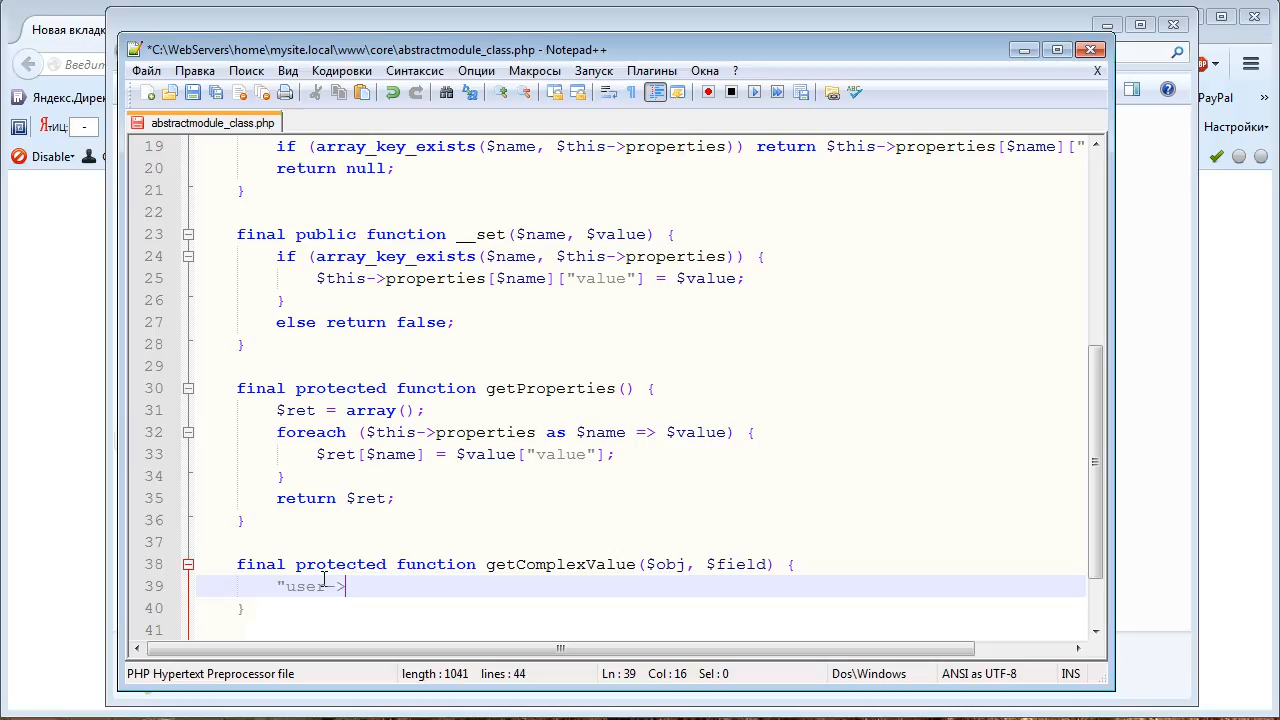 Новая вкладк
*C:\WebServers\home\mysite.local\www\core\abstractmodule_class.php - Notepad++
Введит
Файл Правка Поиск Вид Кодировки Синтаксис Опции Макросы Запуск Плагины Окна ? X
Яндекс.Дирек
PayPal
abstractmodule_class.php
Настройки
Тиц: -
Disable
19 if (array_key_exists($name, $this->properties)) return $this->properties[$name]["
20 return null;
21 }
22
23 final public function __set($name, $value) {
24 if (array_key_exists($name, $this->properties)) {
25 $this->properties[$name]["value"] = $value;
26 }
27 else return false;
28 }
29
30 final protected function getProperties() {
31 $ret = array();
32 foreach ($this->properties as $name => $value) {
33 $ret[$name] = $value["value"];
34 }
35 return $ret;
36 }
37
38 final protected function getComplexValue($obj, $field) {
39 "user->
40 }
41
PHP Hypertext Preprocessor file length : 1041 lines : 44 Ln : 39 Col : 16 Sel : 0 Dos\Windows ANSI as UTF-8 INS